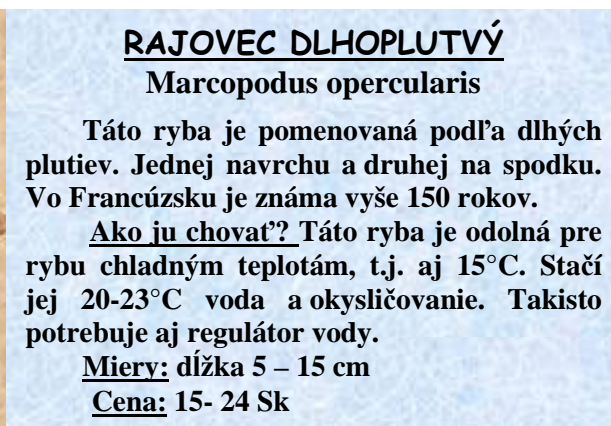 RAJOVEC DLHOPLUTVÝ
Marcopodus opercularis
Táto ryba je pomenovaná podľa dlhých
plutiev. Jednej navrchu a druhej na spodku.
Vo Francúzsku je známa vyše 150 rokov.
Ako ju chovať? Táto ryba je odolná pre
rybu chladným teplotám, t.j. aj 15°C. Stačí
jej 20-23°C voda a okysličovanie. Takisto
potrebuje aj regulátor vody.
Miery: dĺžka 5 – 15 cm
Cena: 15- 24 Sk